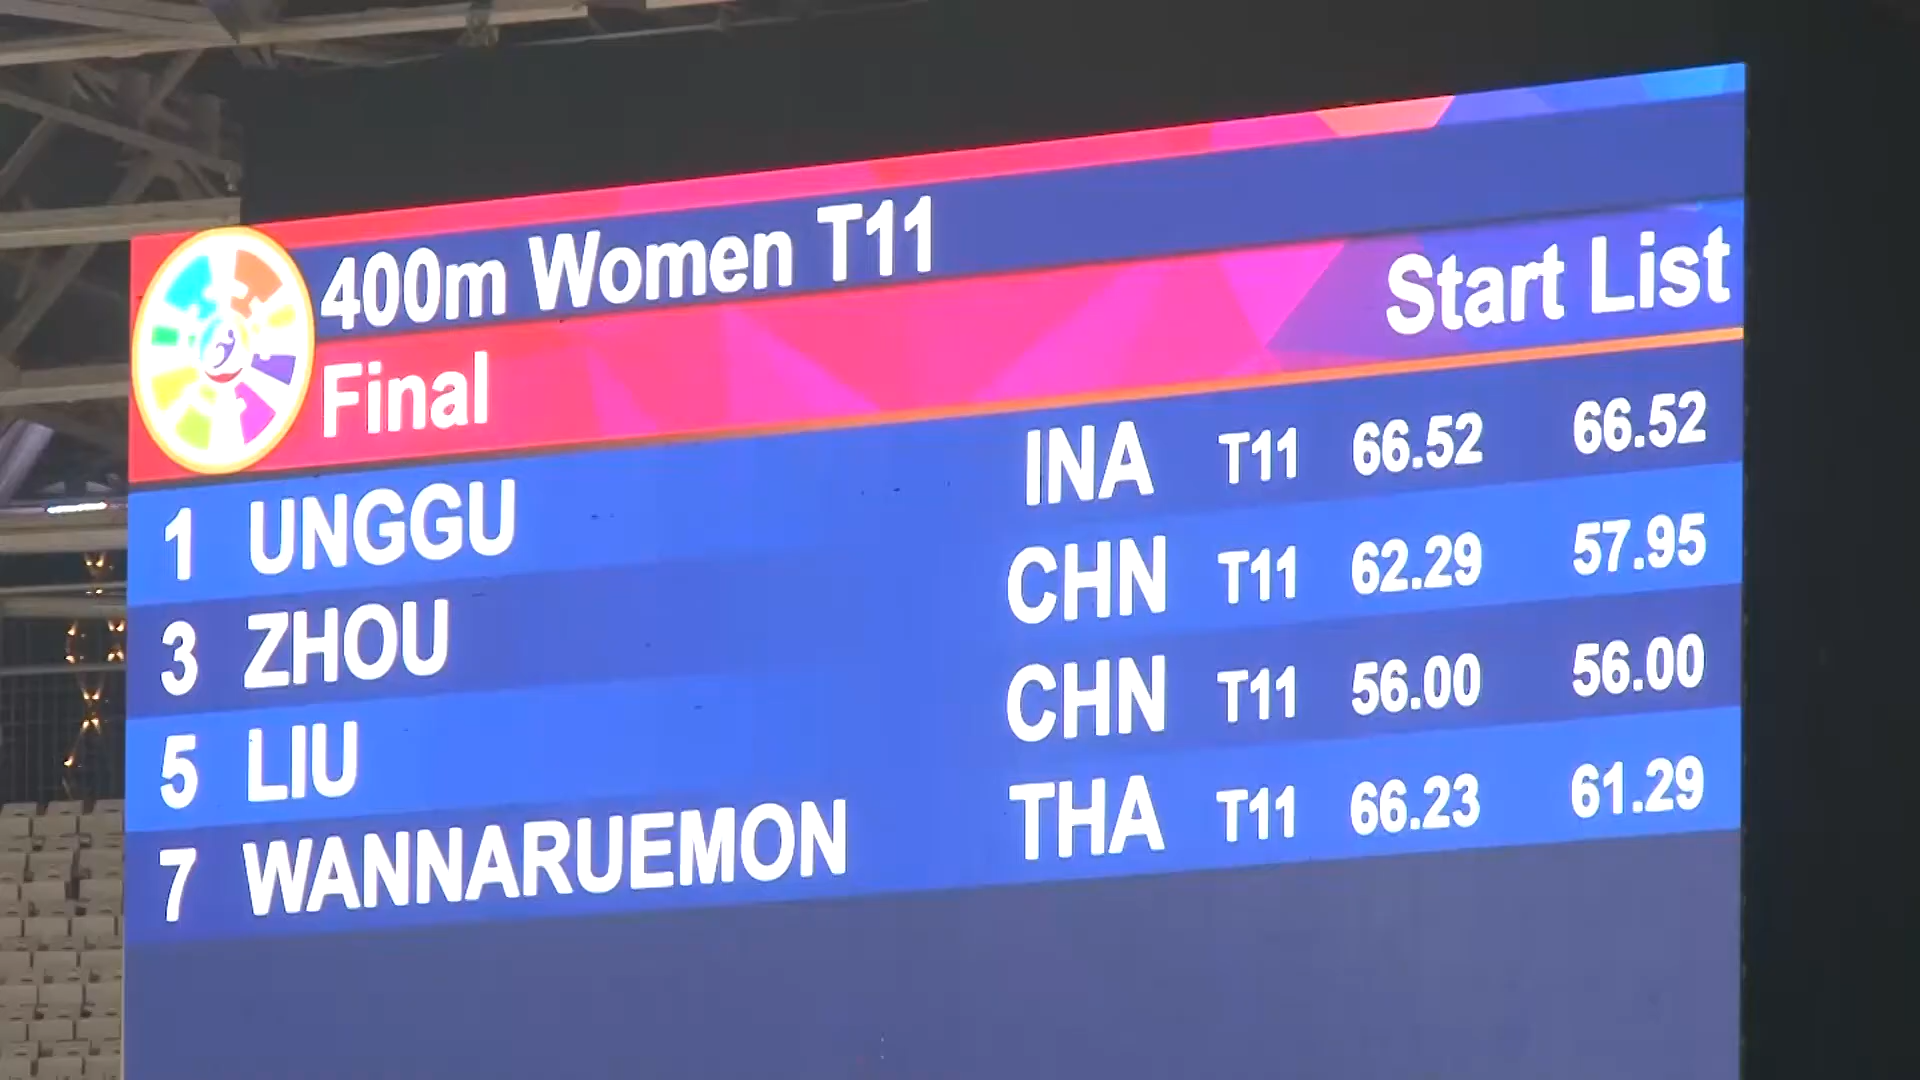 400m Women T11
Final
Start List
1 UNGGU INA T11 66.52 66.52
3 ZHOU CHN T11 62.29 57.95
5 LIU CHN T11 56.00 56.00
7 WANNARUEMON THA T11 66.23 61.29